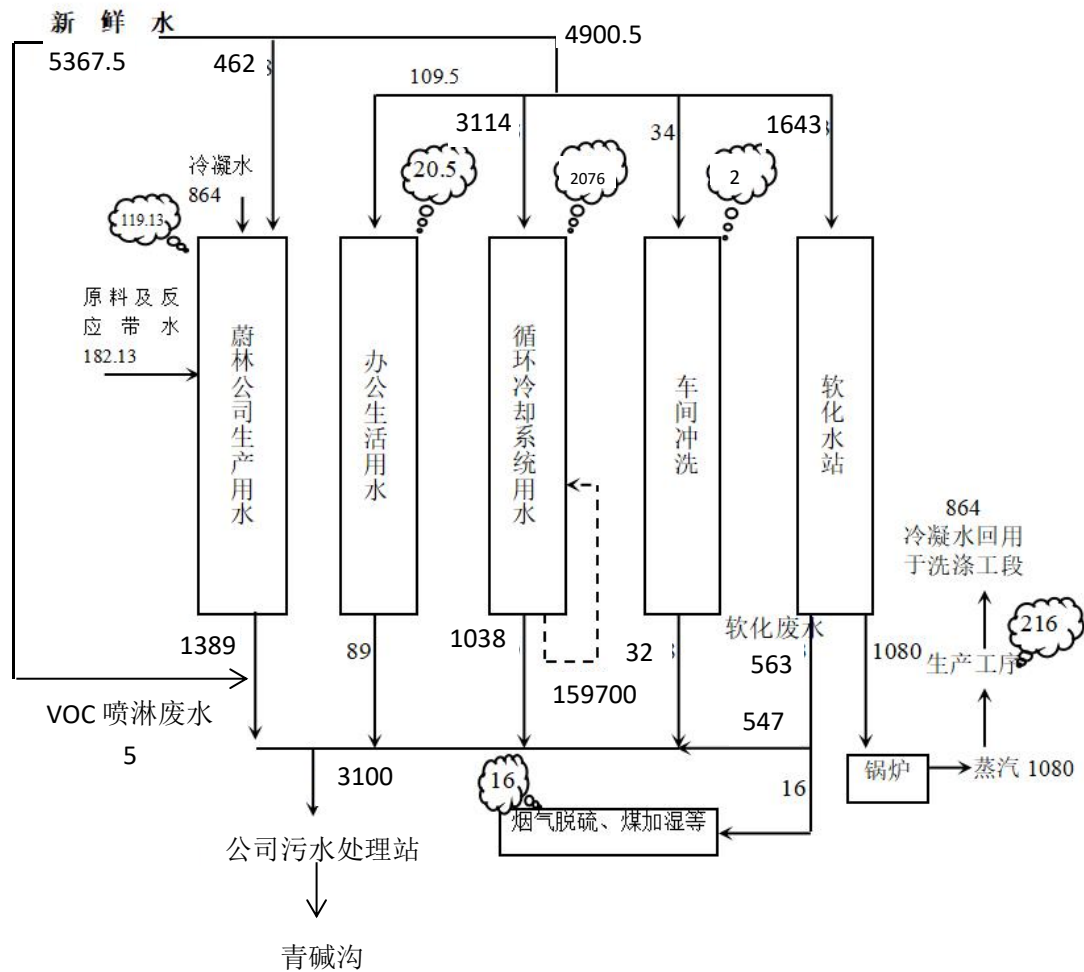 新 鲜 水
5367.5
462
4900.5
109.5
3114
34
1643
冷凝水
864
119.13
20.5
2076
2
原料及反
应带水
182.13
蔚林公司生产用水
办公生活用水
循环冷却系统用水
车间冲洗
软化水站
864
冷凝水回用
于洗涤工段
216
生产工序
1389
89
1038
32
软化废水
563
1080
159700
547
VOC 喷淋废水
5
3100
16
16
锅炉
蒸汽 1080
烟气脱硫、煤加湿等
公司污水处理站
青碱沟